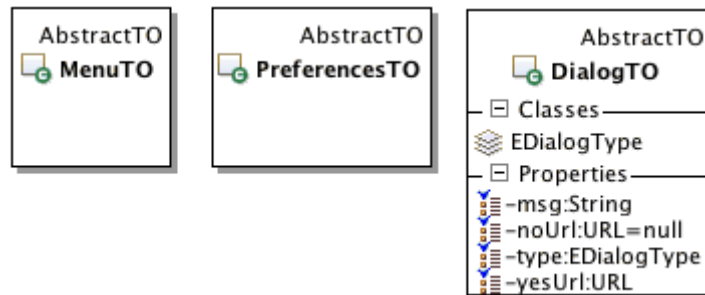 AbstractTO
MenuTO
AbstractTO
PreferencesTO
AbstractTO
DialogTO
Classes
EDialogType
Properties
-msg:String
-noUrl:URL=null
-type:EDialogType
-yesUrl:URL